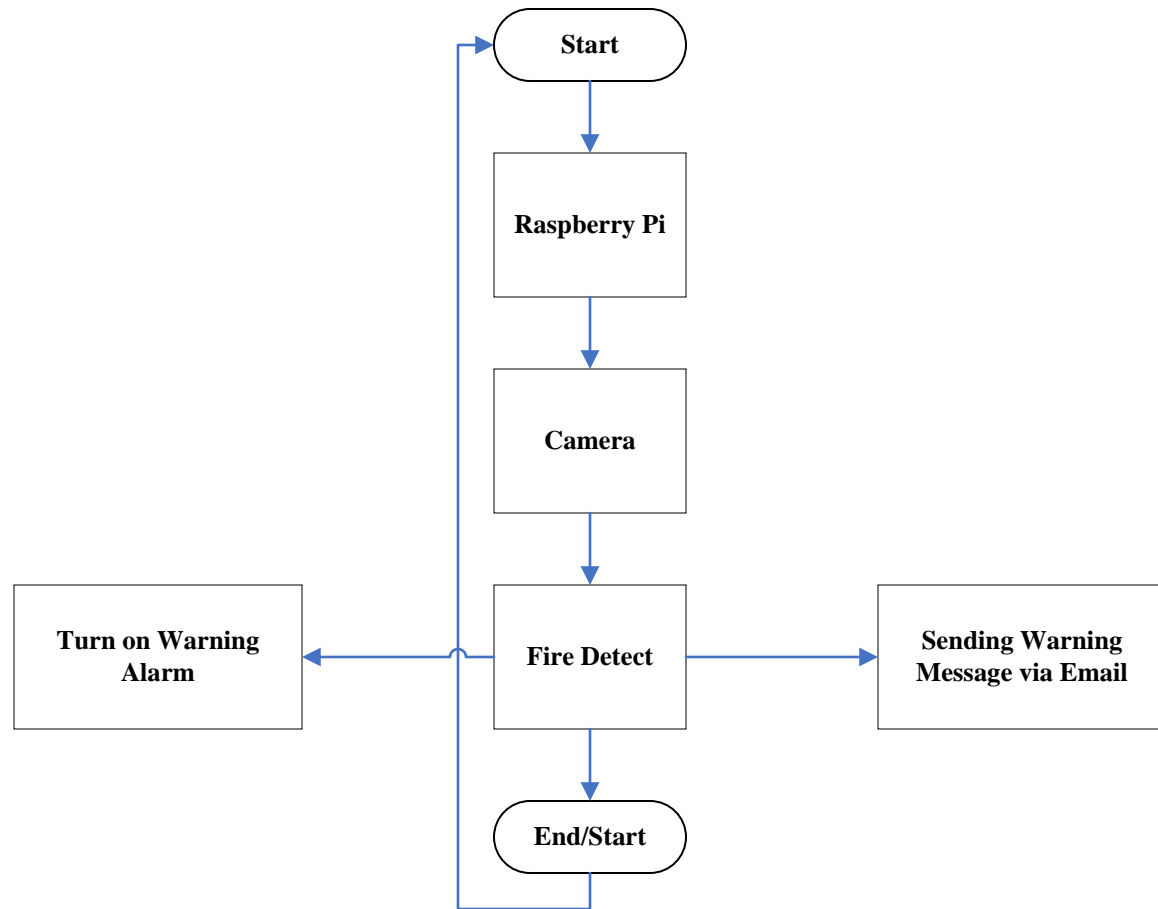 Start
Raspberry Pi
Camera
Turn on Warning
Alarm
Fire Detect
Sending Warning
Message via Email
End/Start